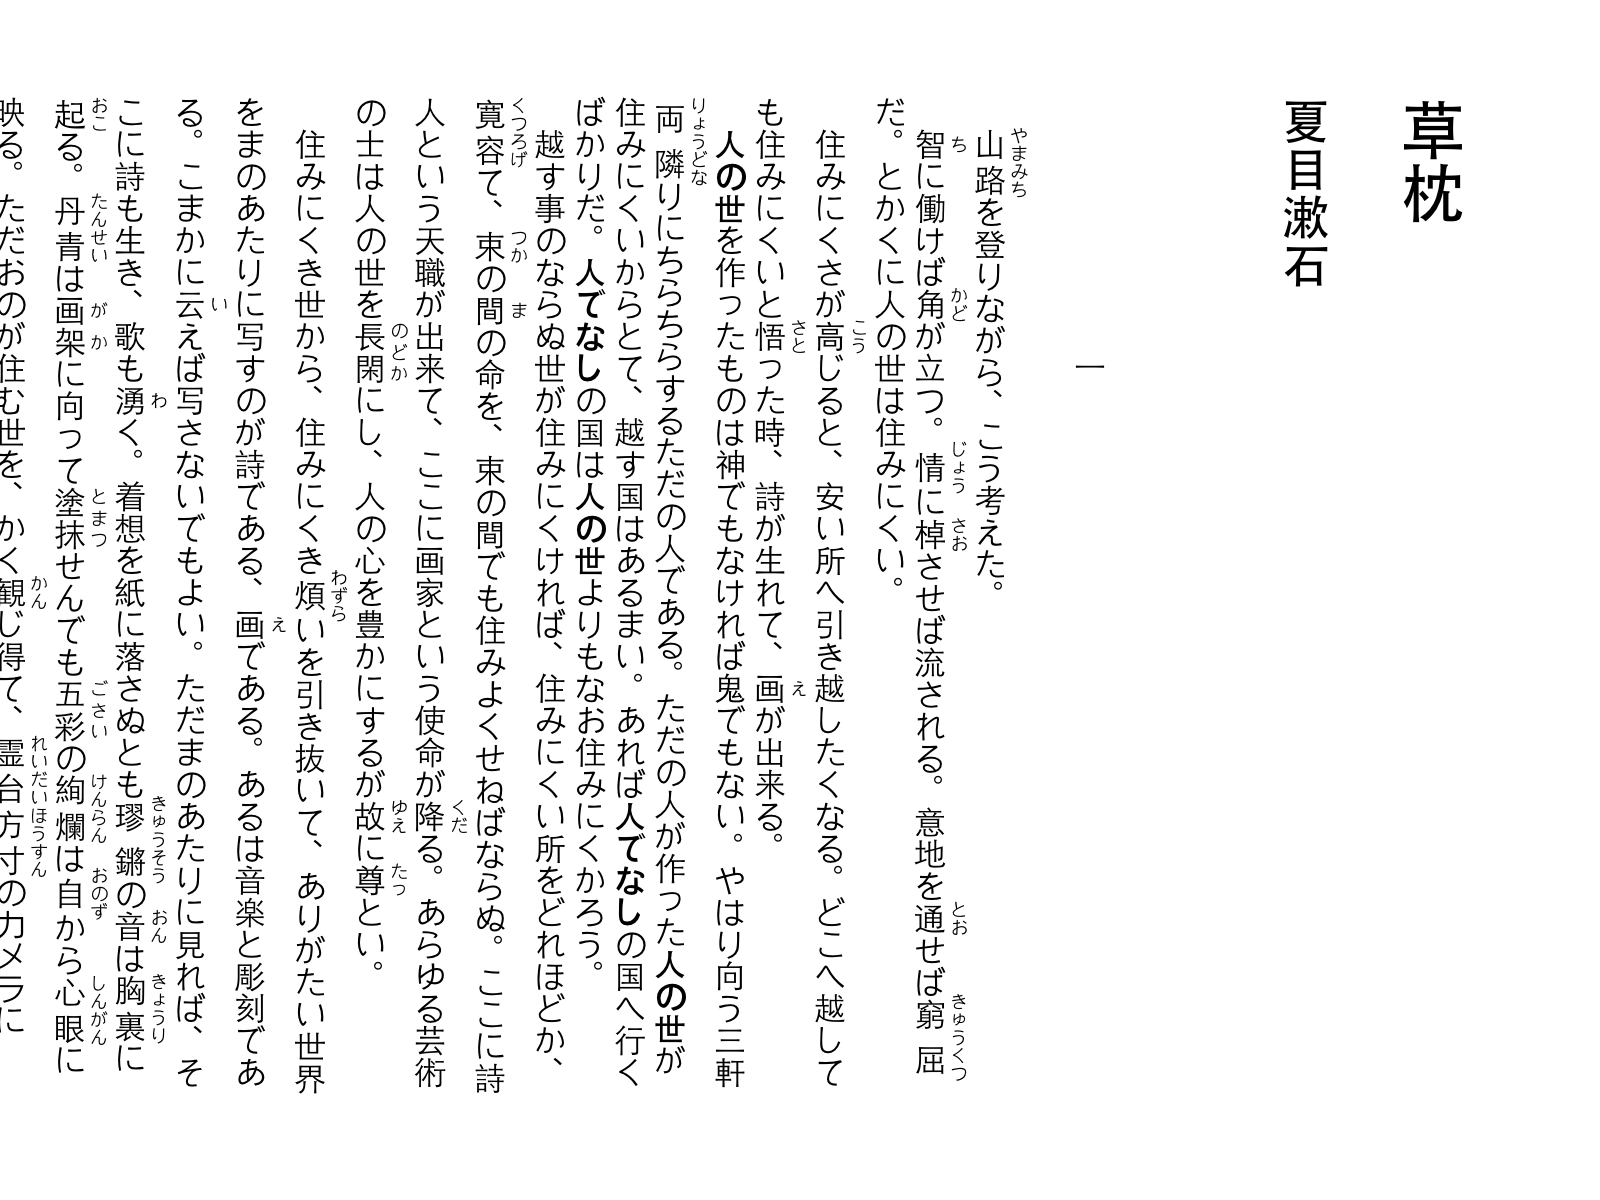 草枕
夏目漱石
一
山路を登りながら、こう考えた。
智に働けば角が立つ。情に棹させば流される。意地を通せば窮屈
だ。とかくに人の世は住みにくい。
住みにくさが高じると、安い所へ引き越したくなる。どこへ越して
も住みにくいと悟った時、詩が生れて、画が出来る。
人の世を作ったものは神でもなければ鬼でもない。やはり向う三軒
両隣りにちらちらするただの人である。ただの人が作った人の世が
住みにくいからとて、越す国はあるまい。あれば人でなしの国へ行く
ばかりだ。人でなしの国は人の世よりもなお住みにくかろう。
越す事のならぬ世が住みにくければ、住みにくい所をどれほどか、
寛容て、束の間の命を、束の間でも住みよくせねばならぬ。ここに詩
人という天職が出来て、ここに画家という使命が降る。あらゆる芸術
の士は人の世を長閑にし、人の心を豊かにするが故に尊とい。
住みにくき世から、住みにくき煩いを引き抜いて、ありがたい世界
をまのあたりに写すのが詩である、画である。あるは音楽と彫刻であ
る。こまかに云えば写さないでもよい。ただまのあたりに見れば、そ
こに詩も生き、歌も湧く。着想を紙に落さぬとも璆鏘の音は胸裏に
起る。丹青は画架に向って塗抹せんでも五彩の絢爛は自から心眼に
映る。ただおのが住む世を、かく観じ得て、霊台方寸のカメラに